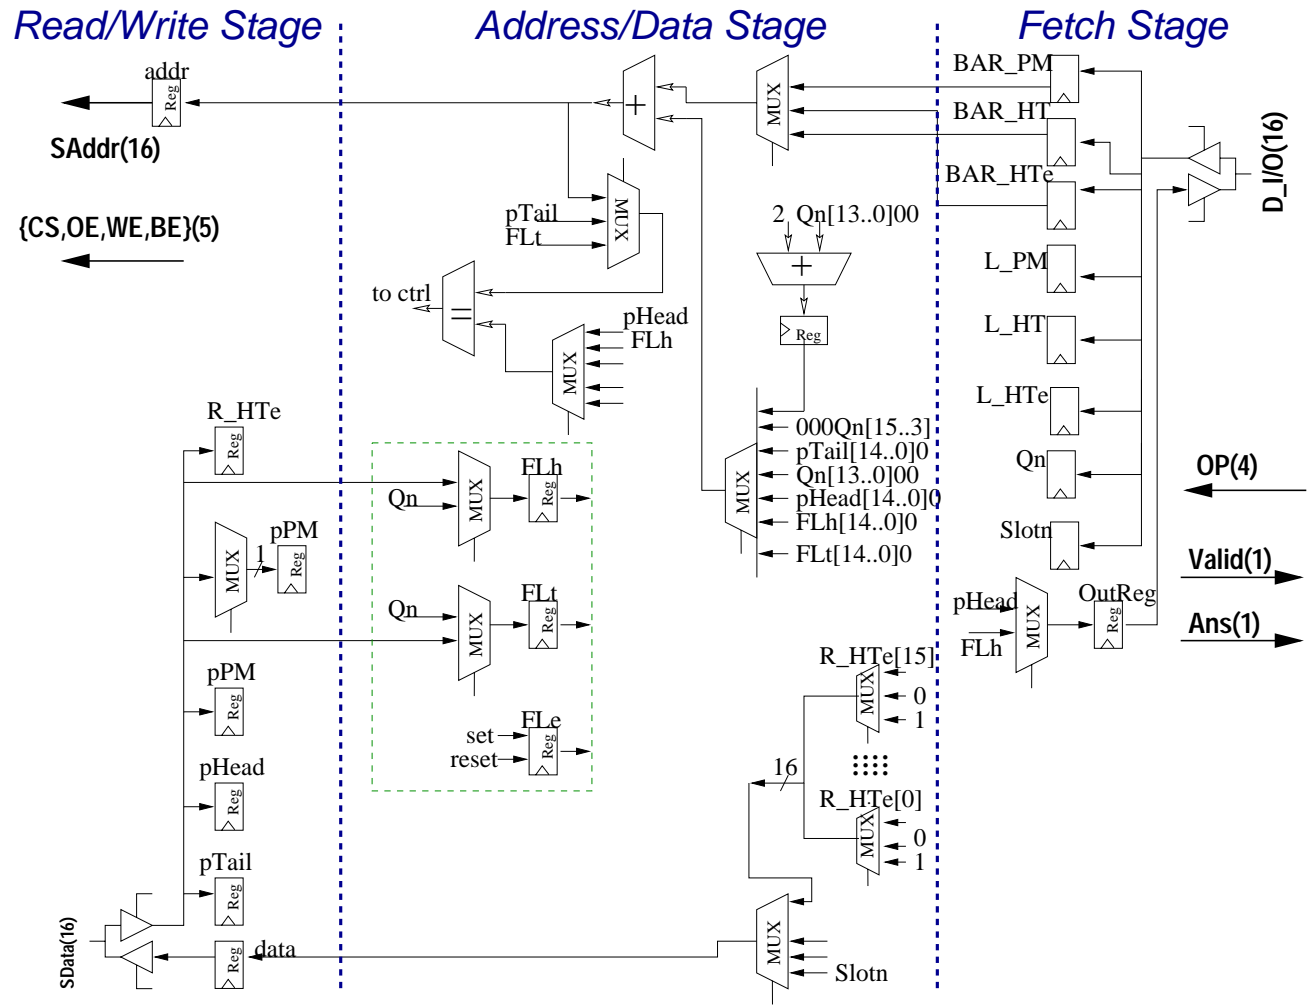 Read/Write Stage
Address/Data Stage
Fetch Stage
addr
Reg
SAddr(16)
{CS,OE,WE,BE}(5)
+
MUX
BAR_PM
BAR_HT
BAR_HTe
D_I/O(16)
pTail
FLt
MUX
2 Qn[13..0]00
+
Reg
to ctrl
=
pHead
FLh
MUX
L_PM
L_HT
L_HTe
Qn
Slotn
OP(4)
Valid(1)
Ans(1)
R_HTe
Reg
MUX
1
pPM
Reg
Qn
MUX
FLh
Reg
Qn
MUX
FLt
Reg
set
reset
FLe
Reg
MUX
000Qn[15..3]
pTail[14..0]0
Qn[13..0]00
pHead[14..0]0
FLh[14..0]0
FLt[14..0]0
pHead
FLh
MUX
OutReg
Reg
pPM
Reg
pHead
Reg
pTail
Reg
R_HTe[15]
MUX
0
1
16
R_HTe[0]
MUX
0
1
SData(16)
Reg
data
MUX
Slotn